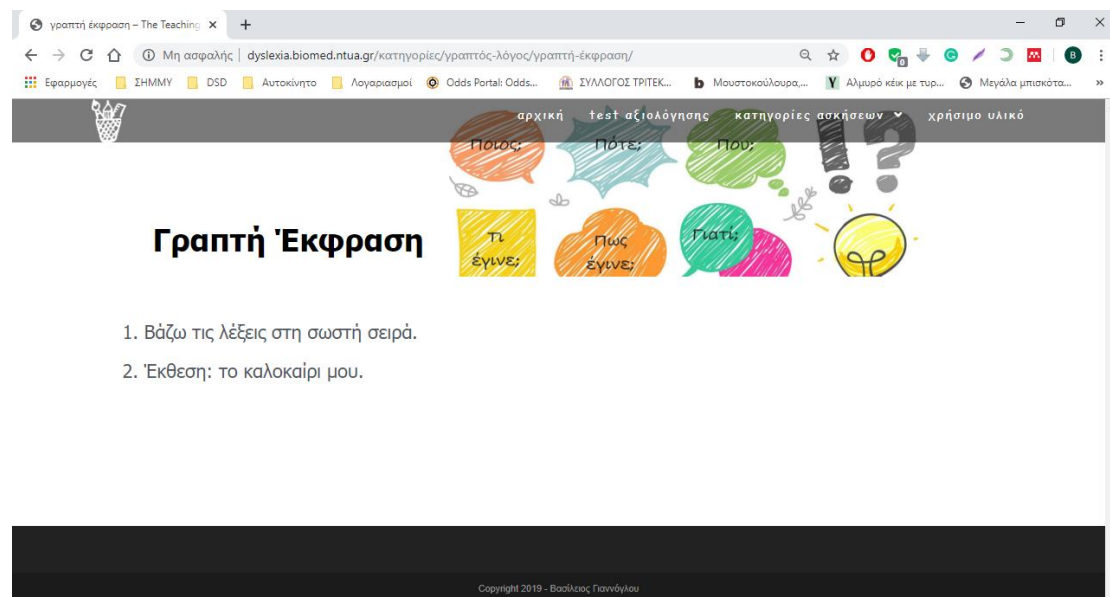 γραπτή έκφραση – The Teaching
Μη ασφαλής | dyslexia.biomed.ntua.gr/κατηγορίες/γραπτός-λόγος/γραπτή-έκφραση/
Εφαρμογές ΣΗΜΜΥ DSD Αυτοκίνητο Λογαριασμοί Odds Portal: Odds... ΣΥΛΛΟΓΟΣ ΤΡΙΤΕΚ... Μουστοκούλουρα,... Αλμυρό κέικ με τυρ... Μεγάλα μπισκότα... »
αρχική test αξιολόγησης κατηγορίες ασκήσεων χρήσιμο υλικό
Ποιος; Πότε; Που; !?
Γραπτή Έκφραση
Τι έγινε; Πως έγινε; Γιατί;
1. Βάζω τις λέξεις στη σωστή σειρά.
2. Έκθεση: το καλοκαίρι μου.
Copyright 2019 - Βασίλειος Γιαννόγλου